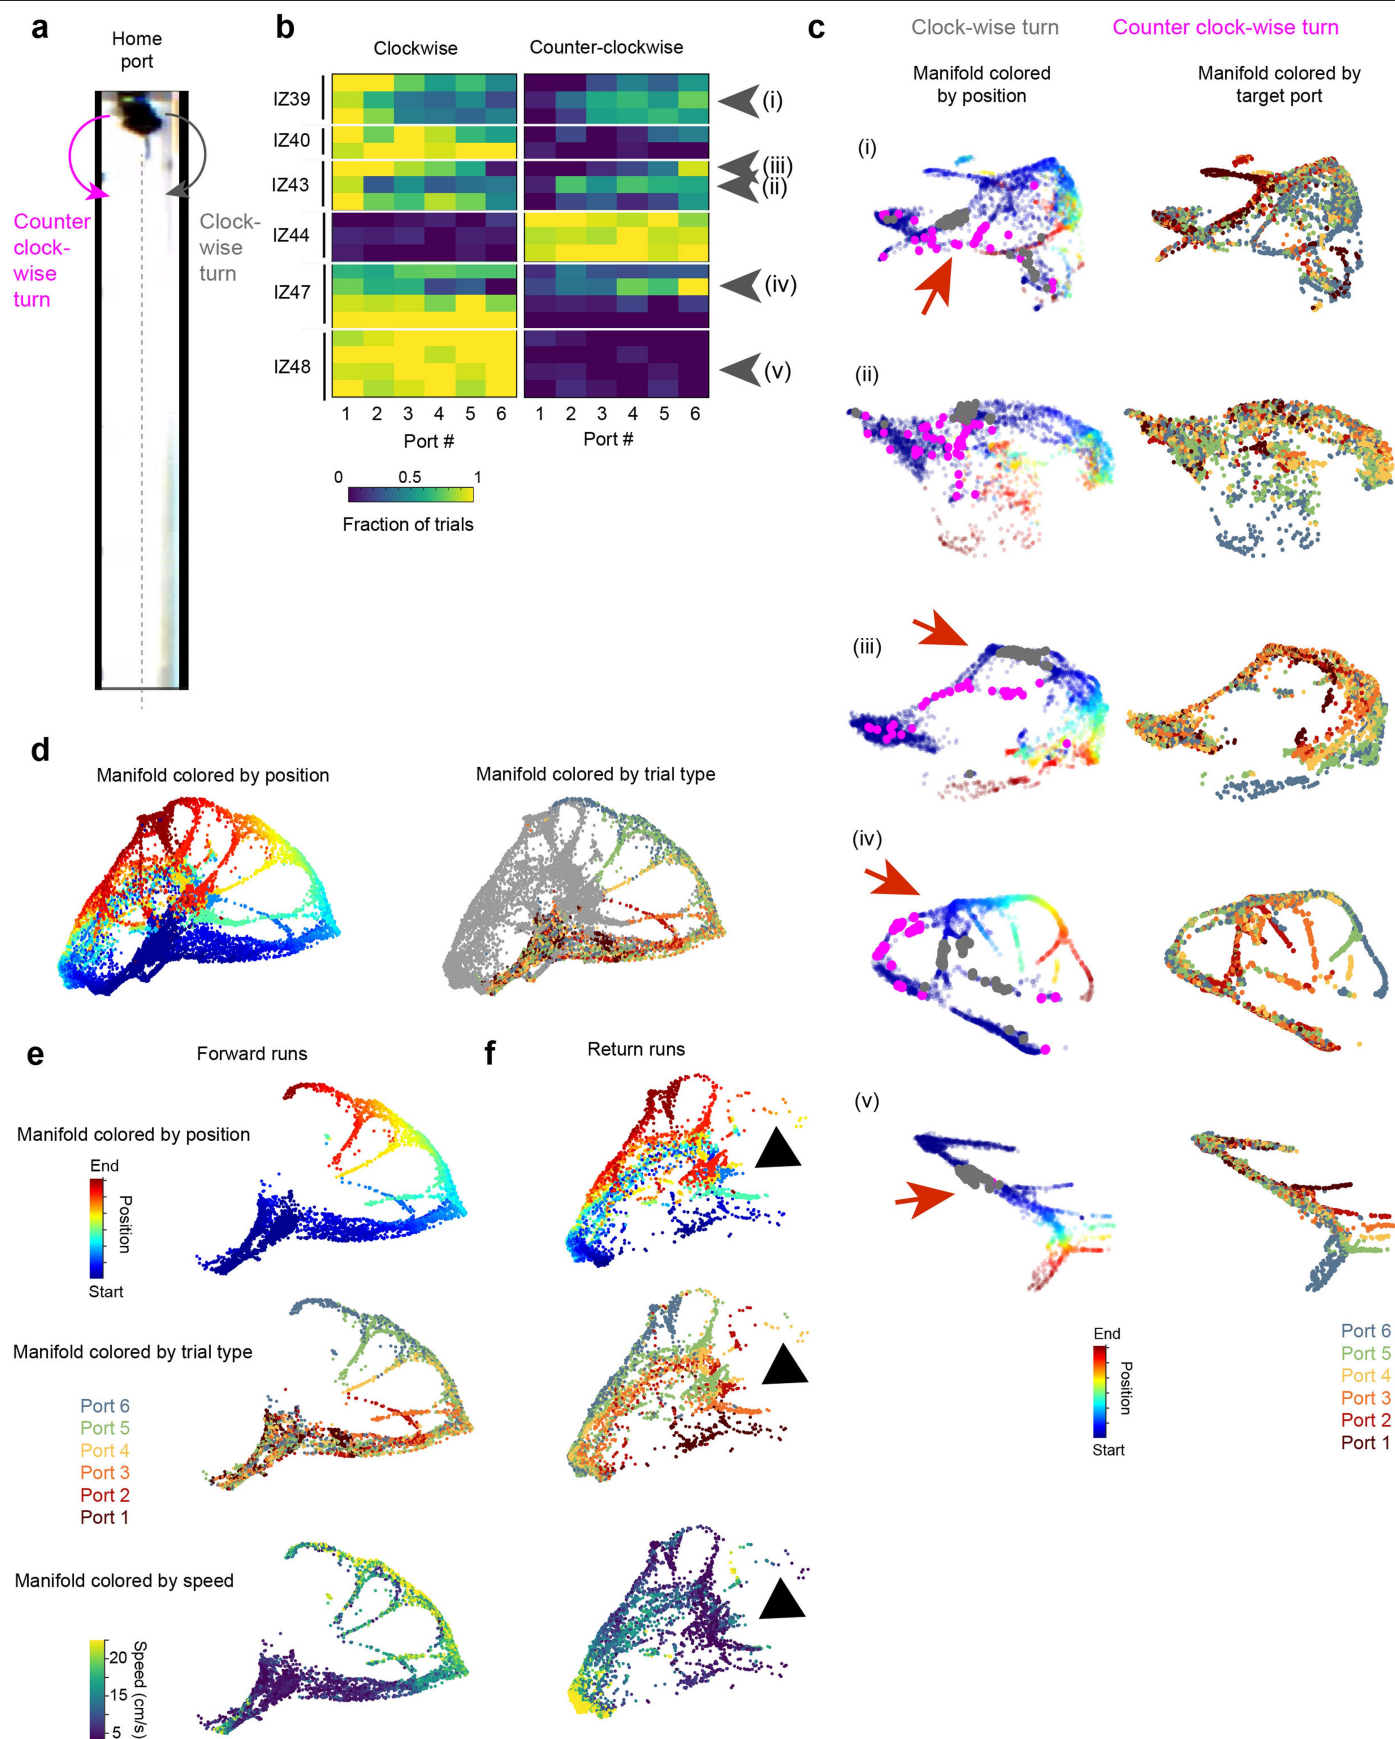 a
Home
port
Counter
clock-
wise
turn
Clock-
wise
turn
b
Clockwise
Counter-clockwise
IZ39
IZ40
IZ43
IZ44
IZ47
IZ48
(i)
(iii)
(ii)
(iv)
(v)
1 2 3 4 5 6
1 2 3 4 5 6
Port #
Port #
0 0.5 1
Fraction of trials
c
Clock-wise turn
Counter clock-wise turn
Manifold colored
by position
Manifold colored by
target port
(i)
(ii)
(iii)
(iv)
(v)
End
Position
Start
Port 6
Port 5
Port 4
Port 3
Port 2
Port 1
d
Manifold colored by position
Manifold colored by trial type
e
Forward runs
f
Return runs
Manifold colored by position
End
Position
Start
Manifold colored by trial type
Port 6
Port 5
Port 4
Port 3
Port 2
Port 1
Manifold colored by speed
20
15
5
Speed (cm/s)